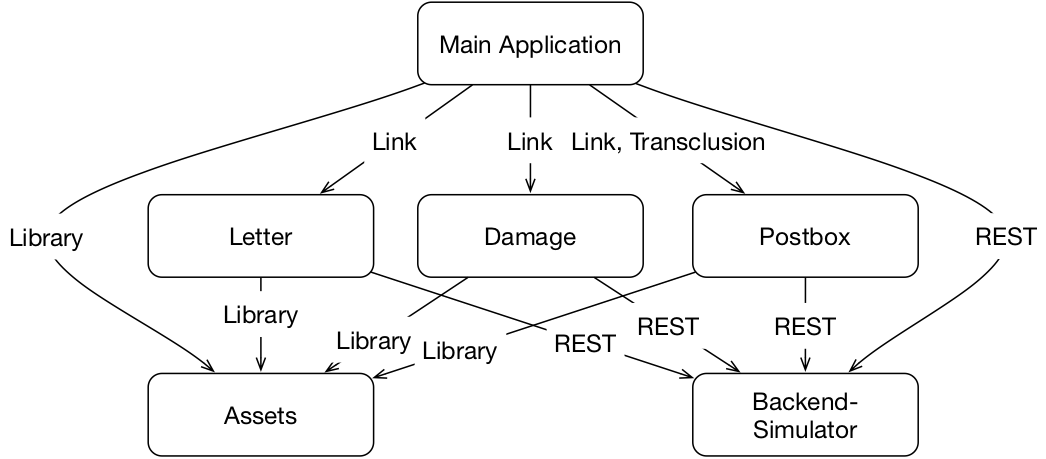 Main Application
Link
Link
Link, Transclusion
Library
Letter
Damage
Postbox
REST
Library
Library
Library
REST
REST
REST
Assets
Backend-
Simulator